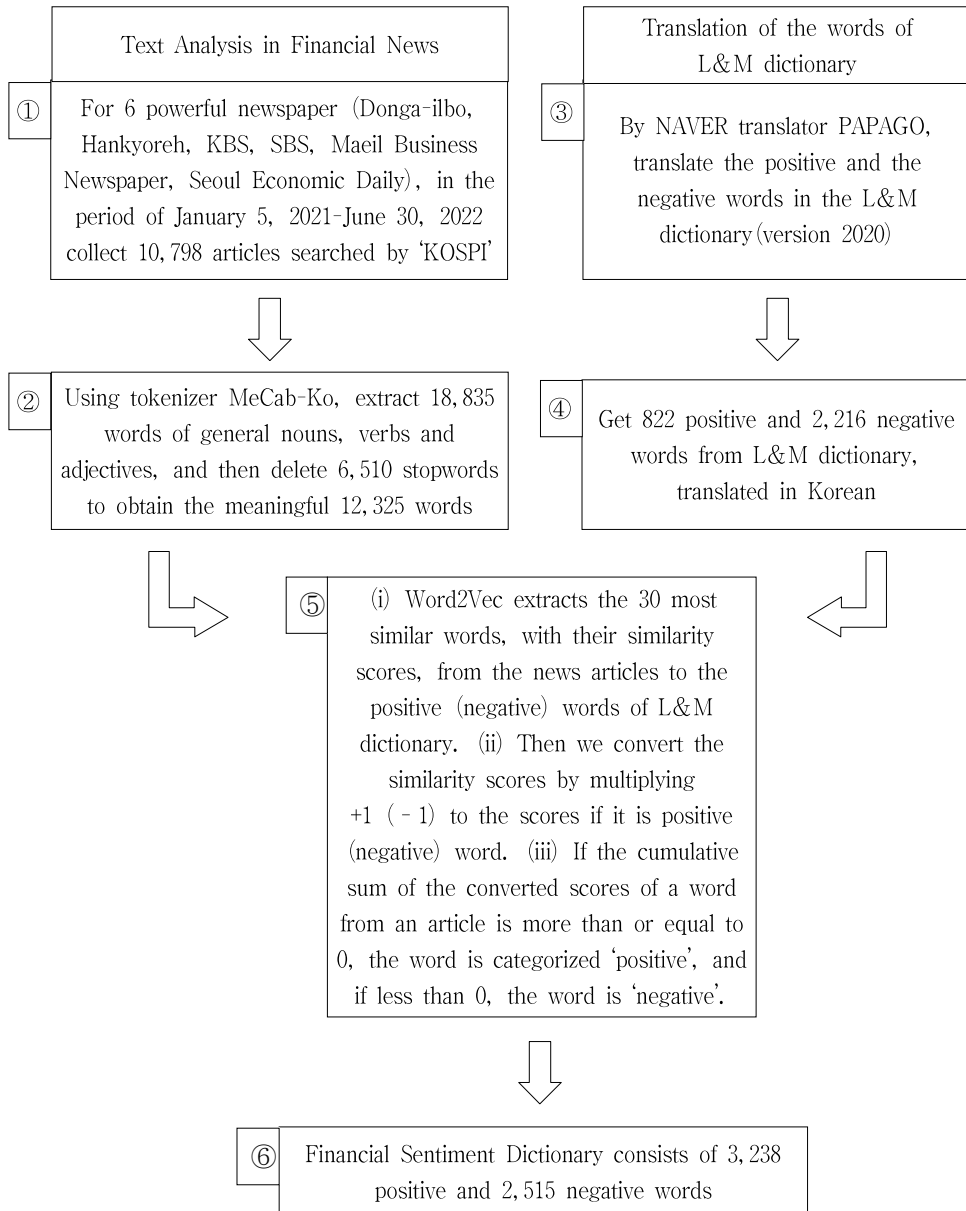 Text Analysis in Financial News
①
For 6 powerful newspaper (Donga-ilbo,
Hankyoreh, KBS, SBS, Maeil Business
Newspaper, Seoul Economic Daily), in the
period of January 5, 2021-June 30, 2022
collect 10,798 articles searched by ‘KOSPI’
②
Using tokenizer MeCab-Ko, extract 18,835
words of general nouns, verbs and
adjectives, and then delete 6,510 stopwords
to obtain the meaningful 12,325 words
Translation of the words of
L&M dictionary
③
By NAVER translator PAPAGO,
translate the positive and the
negative words in the L&M
dictionary(version 2020)
④
Get 822 positive and 2,216 negative
words from L&M dictionary,
translated in Korean
⑤
(i) Word2Vec extracts the 30 most
similar words, with their similarity
scores, from the news articles to the
positive (negative) words of L&M
dictionary. (ii) Then we convert the
similarity scores by multiplying
+1 (-1) to the scores if it is positive
(negative) word. (iii) If the cumulative
sum of the converted scores of a word
from an article is more than or equal to
0, the word is categorized ‘positive’, and
if less than 0, the word is ‘negative’.
⑥
Financial Sentiment Dictionary consists of 3,238
positive and 2,515 negative words